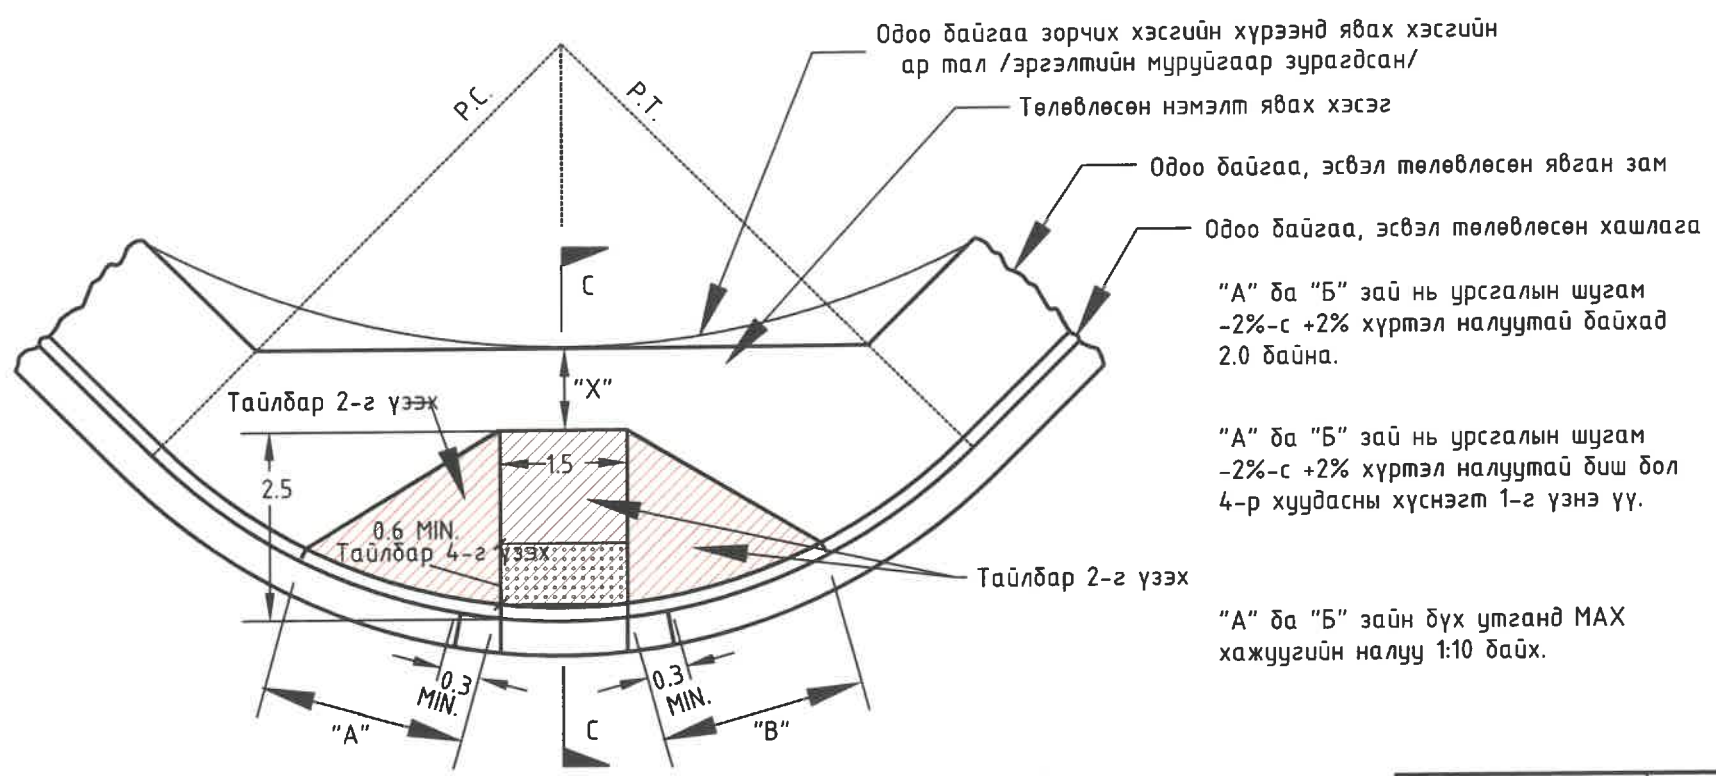 Одоо байгаа зорчих хэсгийн хүрээнд явах хэсгийн
ар тал /эргэлтийн муруйгаар зурагдсан/
Төлөвлөсөн нэмэлт явах хэсэг
Одоо байгаа, эсвэл төлөвлөсөн явган зам
Одоо байгаа, эсвэл төлөвлөсөн хашлага
P.C.
P.T.
C
"X"
Тайлбар 2-г үзэх
1.5
2.5
0.6 MIN.
Тайлбар 4-г үзэх
Тайлбар 2-г үзэх
0.3
MIN.
0.3
MIN.
"A"
"B"
C
"А" ба "Б" зай нь урсгалын шугам
-2%-с +2% хүртэл налуутай байхад
2.0 байна.
"А" ба "Б" зай нь урсгалын шугам
-2%-с +2% хүртэл налуутай биш бол
4-р хуудасны хүснэгт 1-г үзнэ үү.
"А" ба "Б" зайн бүх утганд MAX
хажуугийн налуу 1:10 байх.